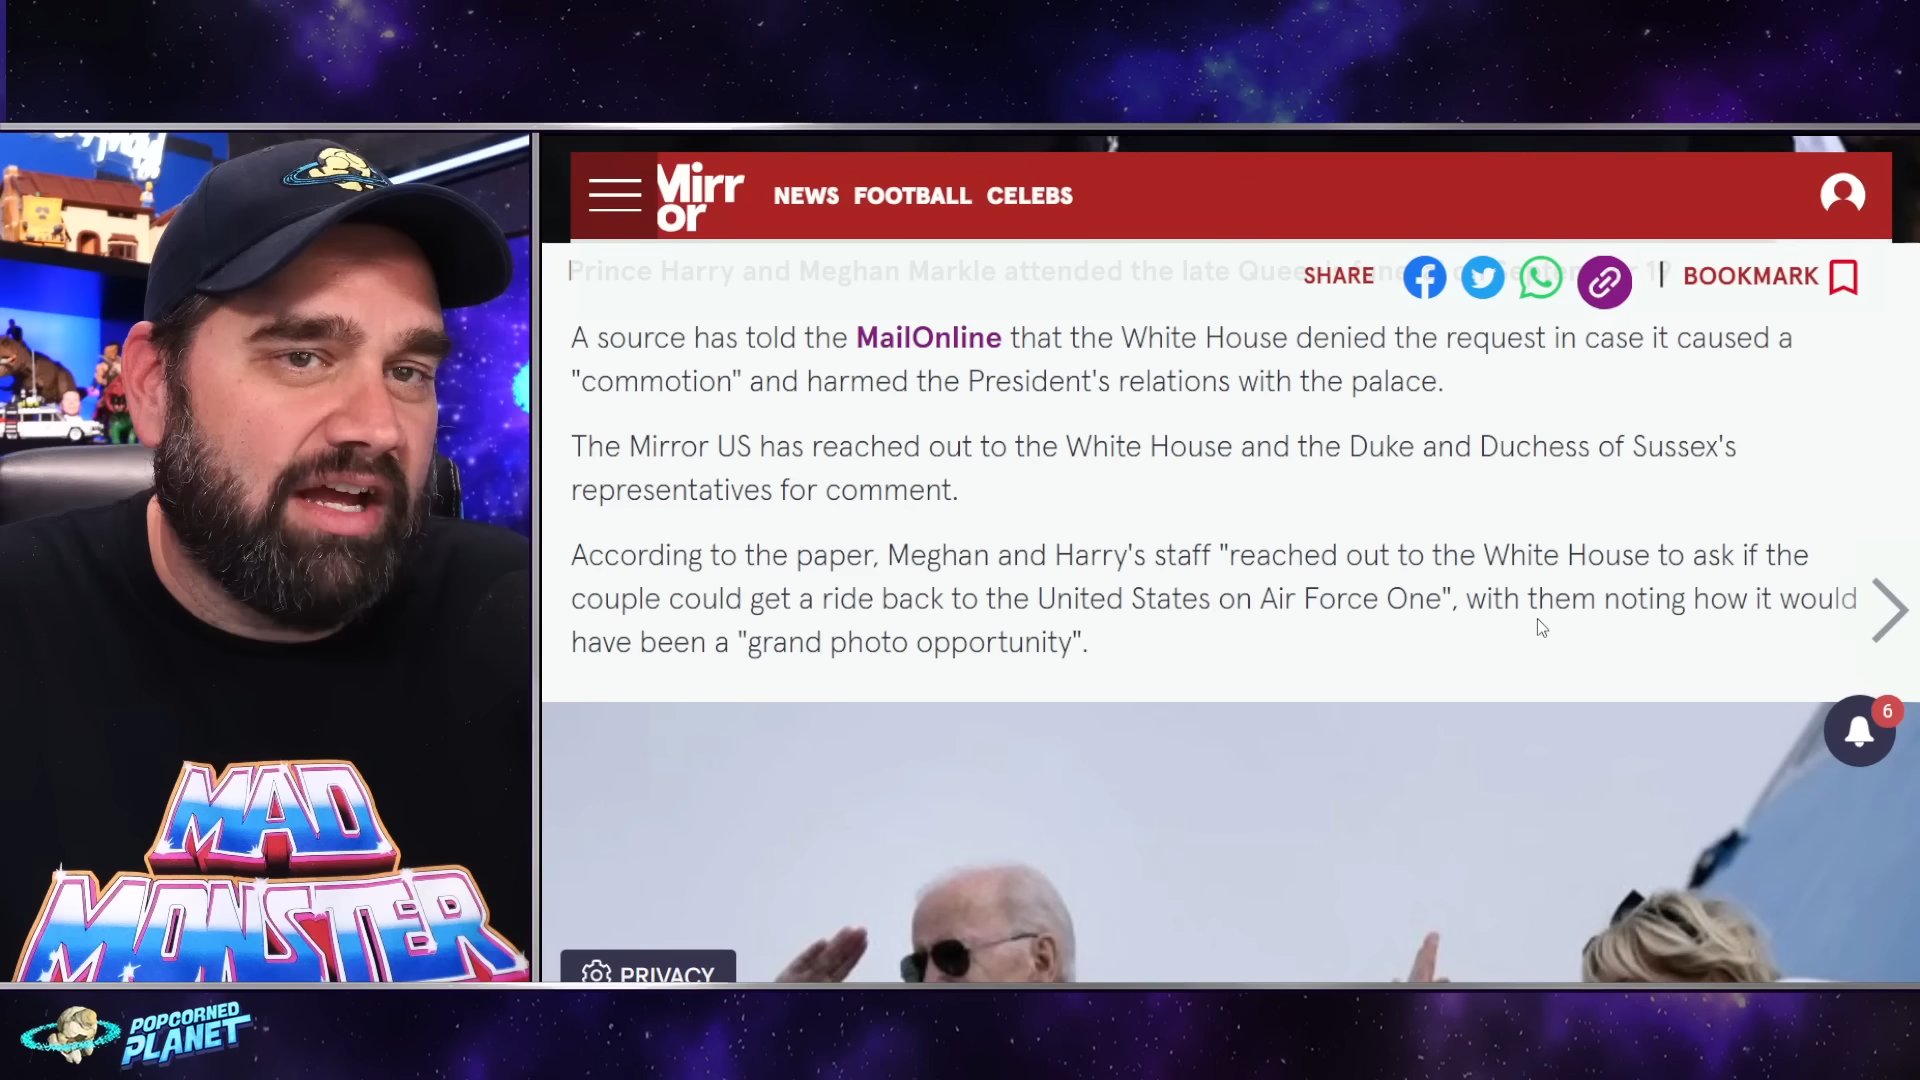 Mirr
or
NEWS FOOTBALL CELEBS
Prince Harry and Meghan Markle attended the late
SHARE
| BOOKMARK
A source has told the MailOnline that the White House denied the request in case it caused a
"commotion" and harmed the President's relations with the palace.
The Mirror US has reached out to the White House and the Duke and Duchess of Sussex's
representatives for comment.
According to the paper, Meghan and Harry's staff "reached out to the White House to ask if the
couple could get a ride back to the United States on Air Force One", with them noting how it would
have been a "grand photo opportunity".
6
PRIVACY
MAD
MONSTER
POPCORNED
PLANET